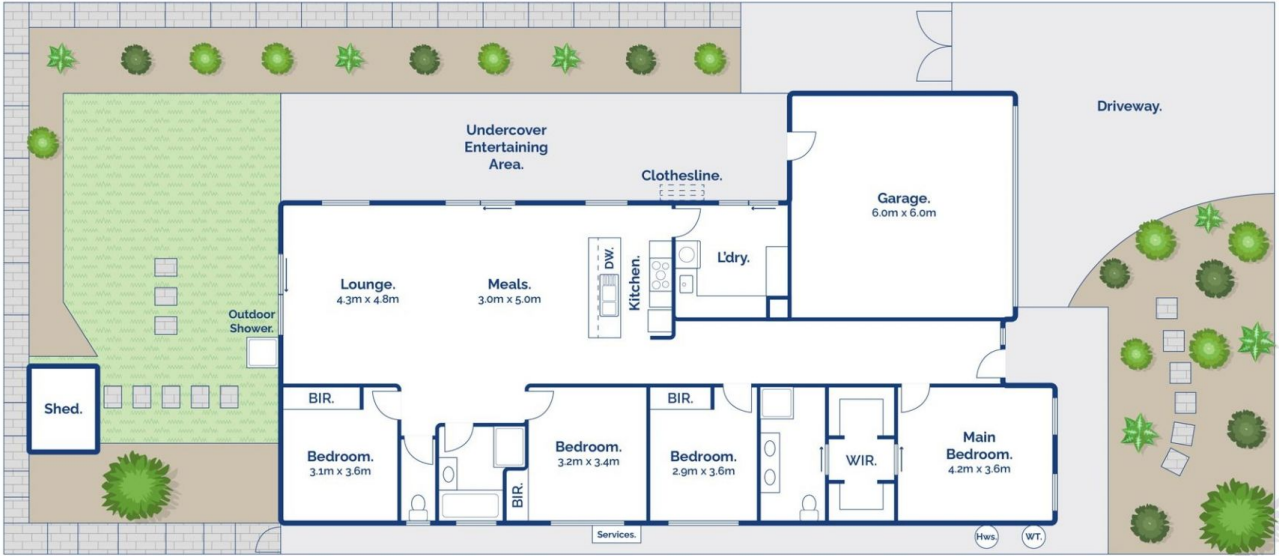 Undercover
Entertaining
Area.
Driveway.
Clothesline.
Garage.
6.0m x 6.0m
Lounge.
4.3m x 4.8m
Meals.
3.0m x 5.0m
DW.
Kitchen.
L'dry.
Outdoor
Shower.
Shed.
BIR.
Bedroom.
3.1m x 3.6m
Bedroom.
3.2m x 3.4m
BIR.
BIR.
Bedroom.
2.9m x 3.6m
WIR.
Main
Bedroom.
4.2m x 3.6m
Services.
Hws.
WT.